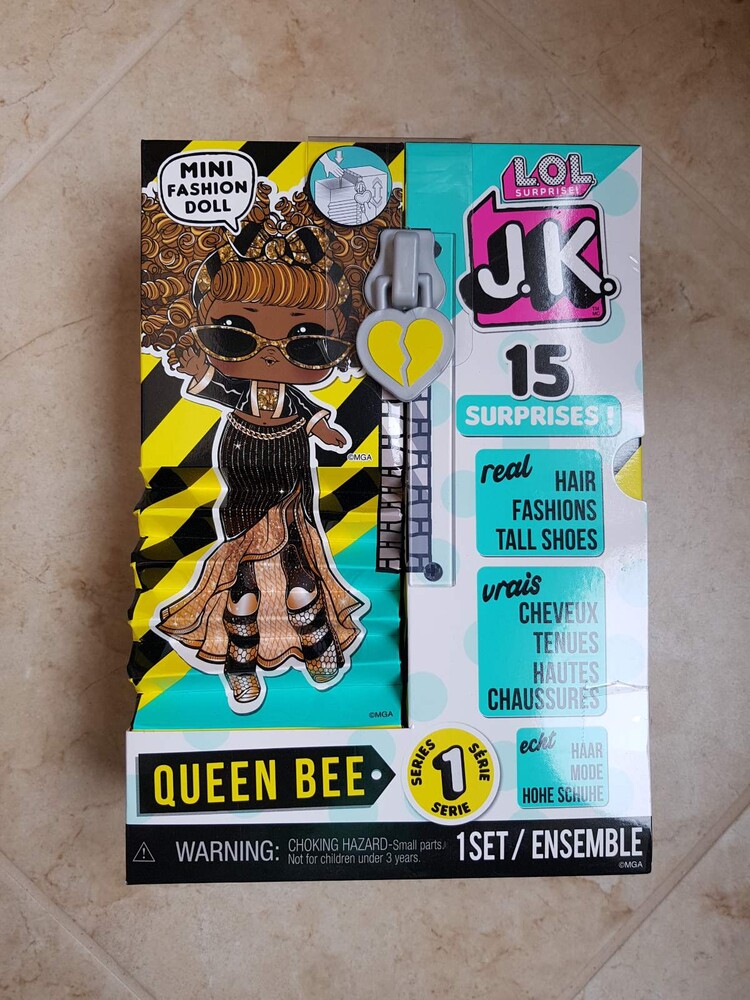 MINI
FASHION
DOLL
L.O.L
SURPRISE!
J.K.
15
SURPRISES!
real
HAIR
FASHIONS
TALL SHOES
©MGA
vrais
CHEVEUX
TENUES
HAUTES
CHAUSSURES
©MGA
echt
HAAR
MODE
HOHE SCHUHE
QUEEN BEE
SERIES
SÉRIE
1
SERIE
WARNING:
CHOKING HAZARD-Small parts.
Not for children under 3 years.
1 SET / ENSEMBLE
©MGA